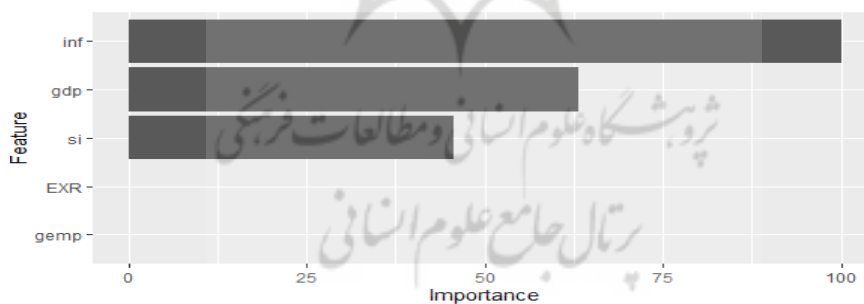 inf
gdp
si
EXR
gemp
Feature
0 25 50 75 100
Importance
پژوهشگاه علوم انسانی و مطالعات فرهنگی
پرتال جامع علوم انسانی